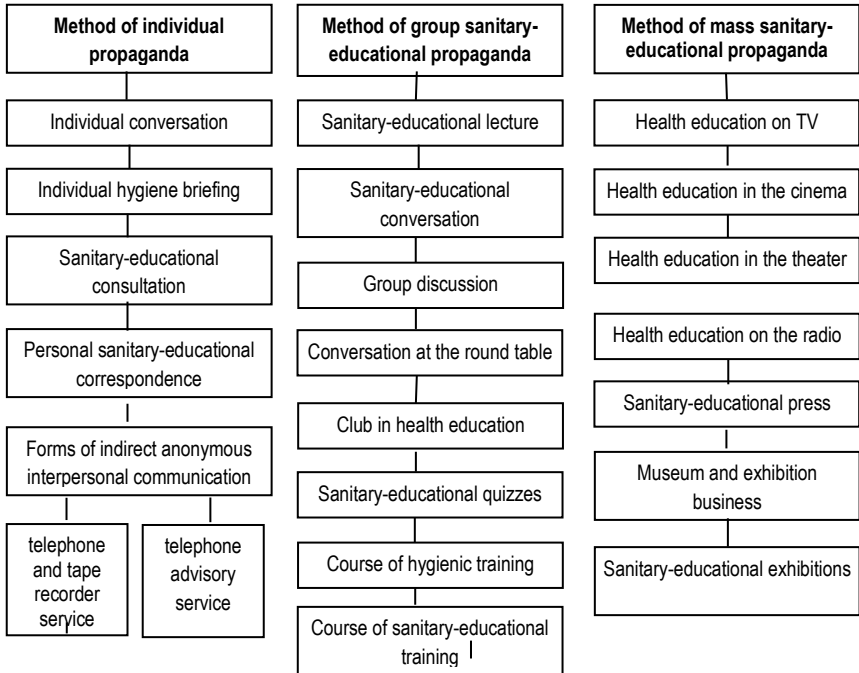 Method of individual
propaganda
Individual conversation
Individual hygiene briefing
Sanitary-educational
consultation
Personal sanitary-educational
correspondence
Forms of indirect anonymous
interpersonal communication
telephone
and tape
recorder
service
telephone
advisory
service
Method of group sanitary-
educational propaganda
Sanitary-educational lecture
Sanitary-educational
conversation
Group discussion
Conversation at the round table
Club in health education
Sanitary-educational quizzes
Course of hygienic training
Course of sanitary-educational
training
Method of mass sanitary-
educational propaganda
Health education on TV
Health education in the cinema
Health education in the theater
Health education on the radio
Sanitary-educational press
Museum and exhibition
business
Sanitary-educational exhibitions